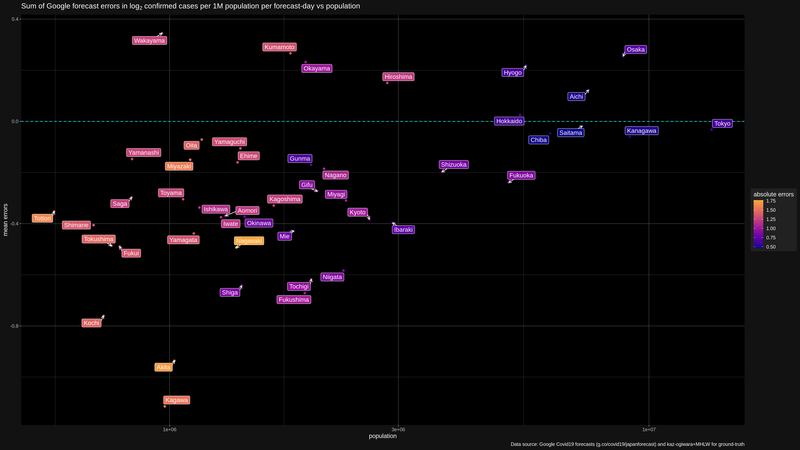 Sum of Google forecast errors in log₂ confirmed cases per 1M population per forecast-day vs population
0.4
Wakayama
Kumamoto
Osaka
Okayama
Hyogo
Hiroshima
Aichi
0.0
Hokkaido
Tokyo
Saitama
Kanagawa
Chiba
Oita
Yamaguchi
Yamanashi
Ehime
Gunma
Miyazaki
Shizuoka
Nagano
Fukuoka
Gifu
Toyama
Miyagi
Kagoshima
Saga
Ishikawa
Aomori
Kyoto
Tottori
-0.4
Shimane
Iwate
Okinawa
Ibaraki
Mie
Tokushima
Yamagata
Nagasaki
Fukui
Niigata
Tochigi
Shiga
Fukushima
Kochi
-0.8
Akita
Kagawa
mean errors
1e+06
3e+06
1e+07
population
absolute errors
1.75
1.50
1.25
1.00
0.75
0.50
Data source: Google Covid19 forecasts (g.co/covid19/japanforecast) and kaz-ogiwara+MHLW for ground-truth